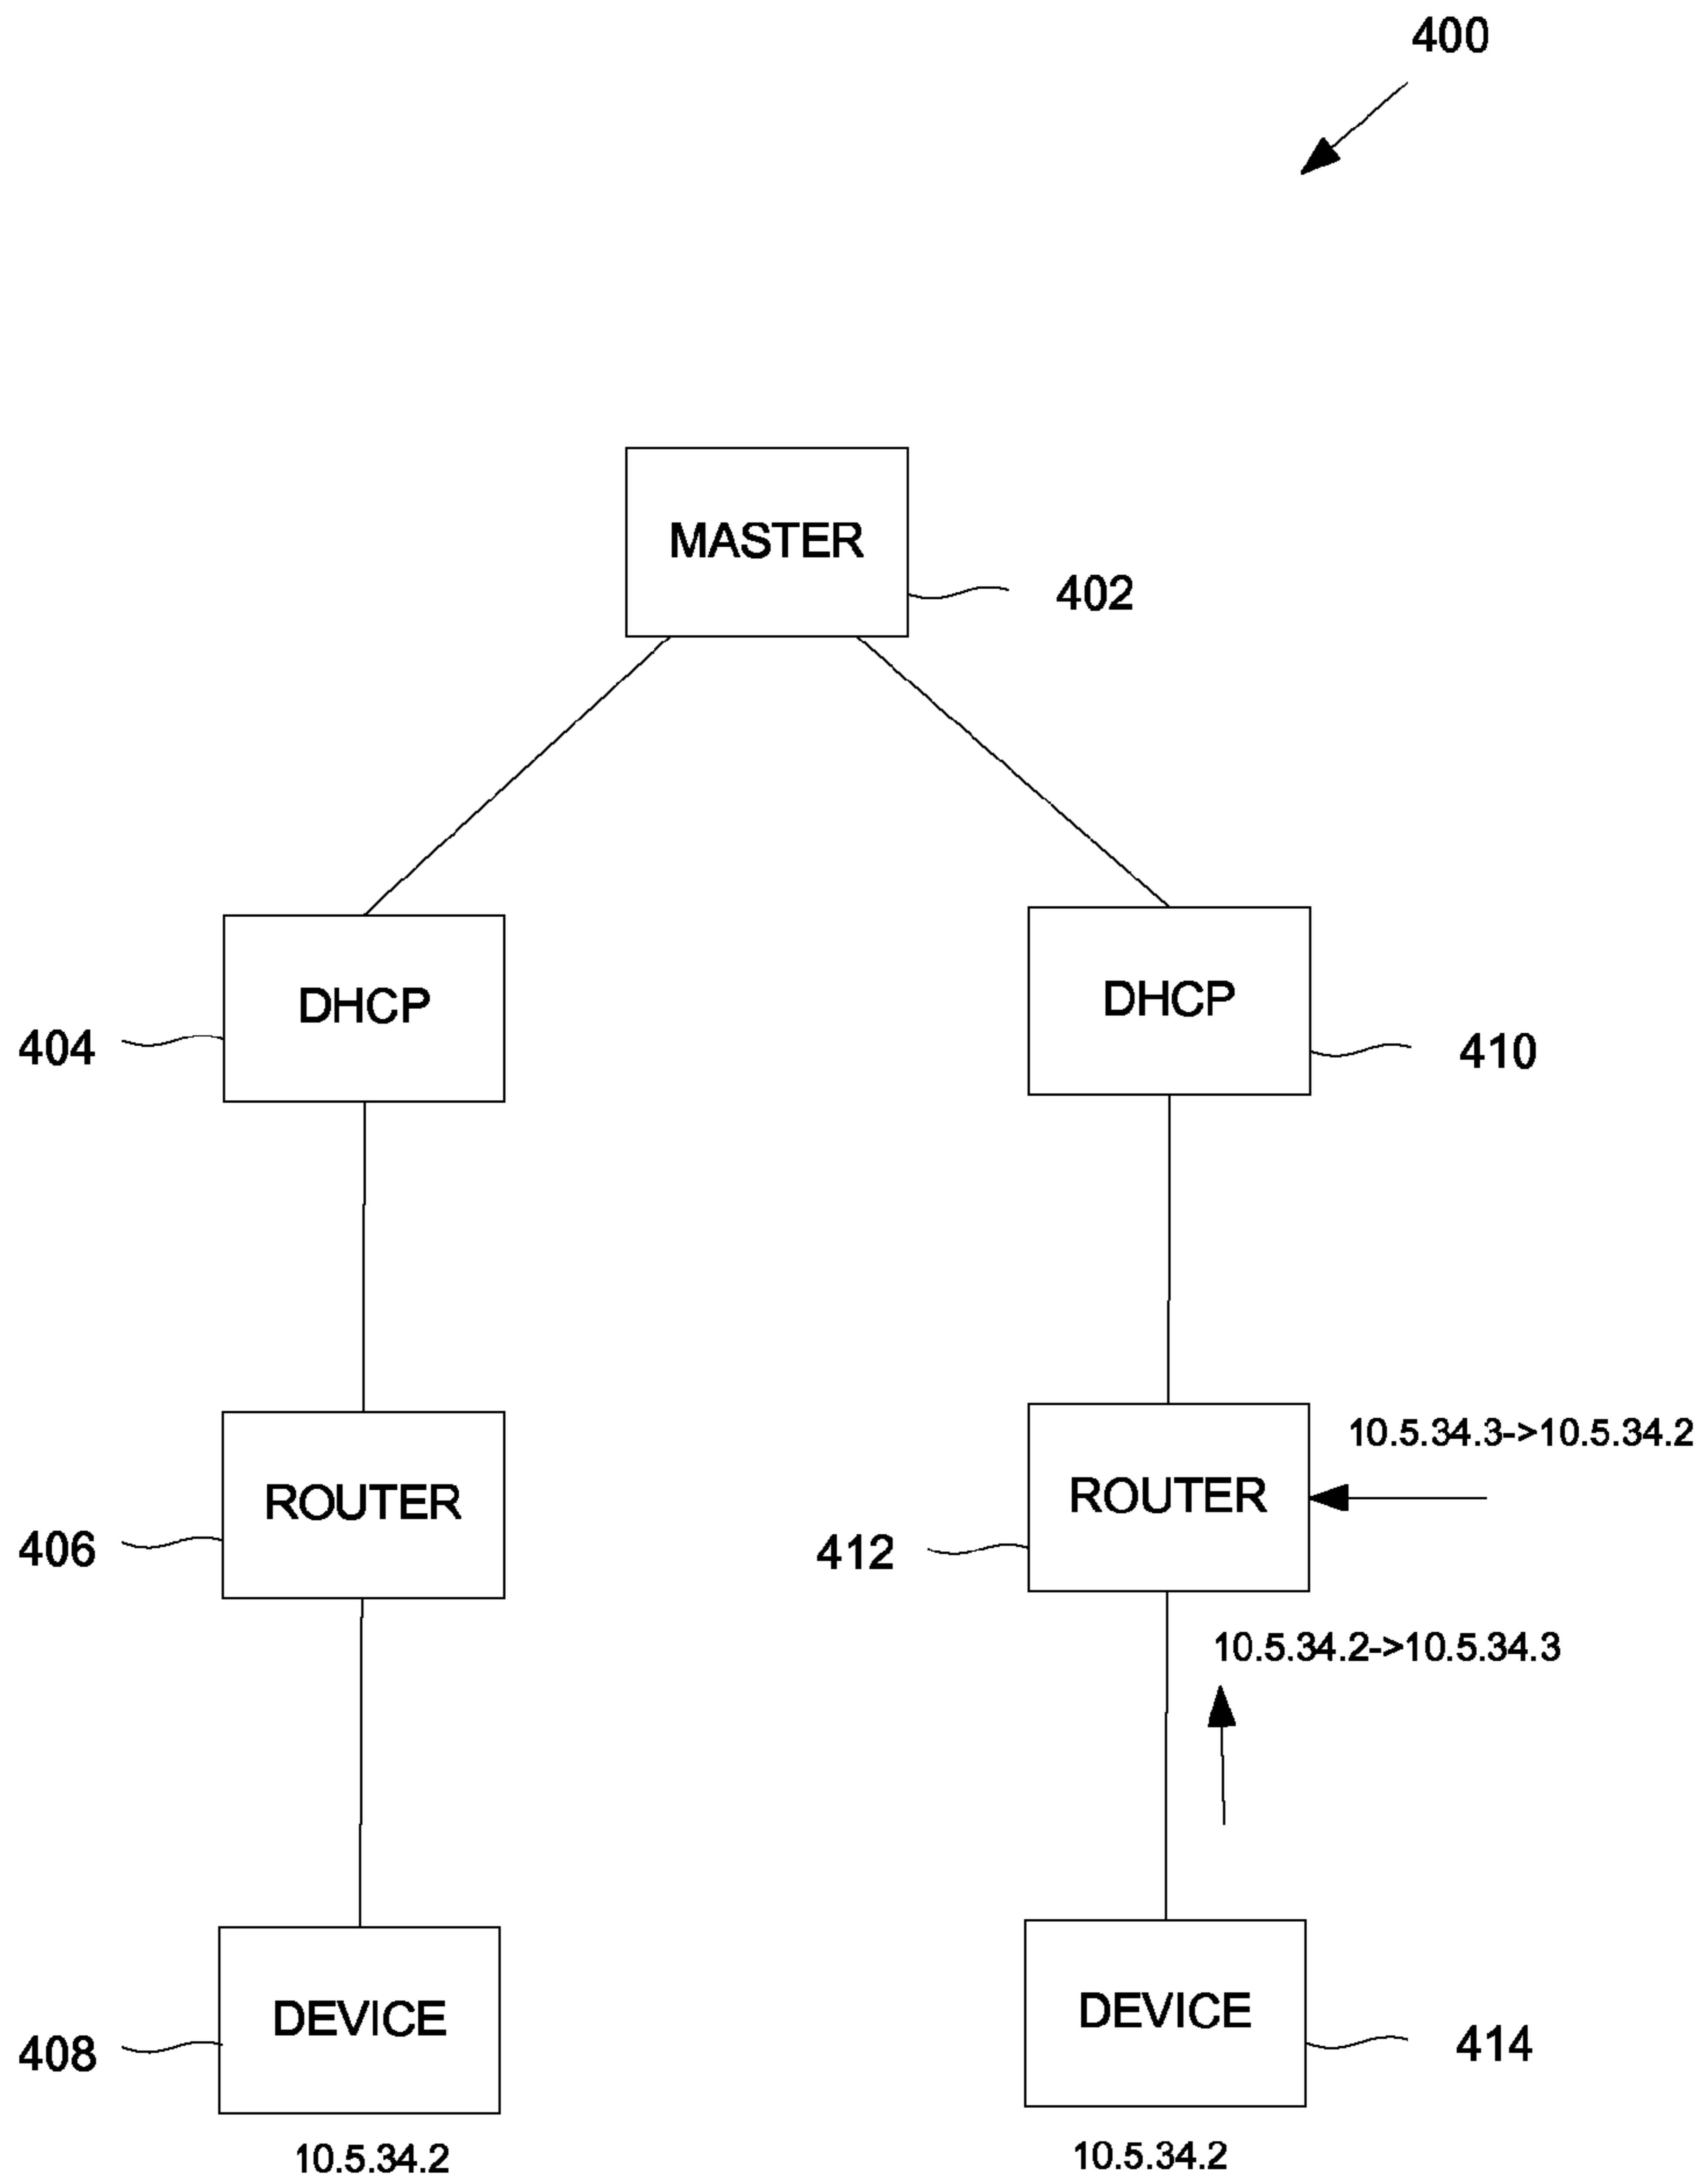 400
MASTER
402
DHCP
404
DHCP
410
ROUTER
406
ROUTER
412
10.5.34.3->10.5.34.2
10.5.34.2->10.5.34.3
DEVICE
408
10.5.34.2
DEVICE
414
10.5.34.2